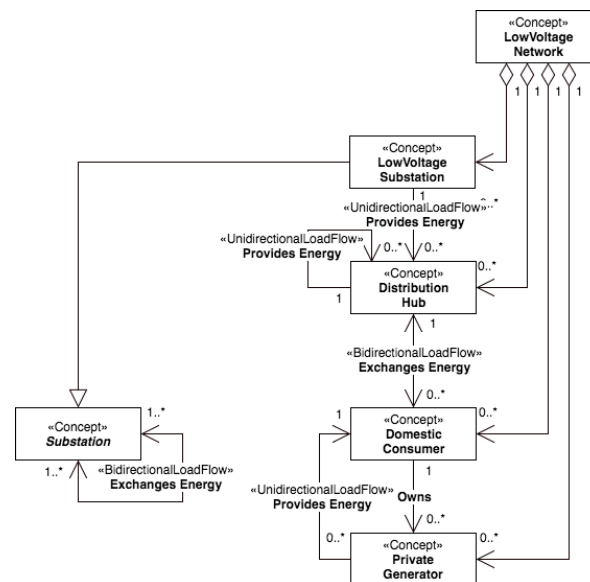 «Concept»
LowVoltage
Network
1
1
1
1
«Concept»
LowVoltage
Substation
1
0..*
«UnidirectionalLoadFlow»
Provides Energy
«UnidirectionalLoadFlow»
Provides Energy
0..*
0..*
«Concept»
Distribution
Hub
0..*
1
1
«BidirectionalLoadFlow»
Exchanges Energy
0..*
«Concept»
Substation
1..*
1..*
«BidirectionalLoadFlow»
Exchanges Energy
1
«Concept»
Domestic
Consumer
0..*
1
«UnidirectionalLoadFlow»
Provides Energy
Owns
0..*
0..*
0..*
«Concept»
Private
Generator